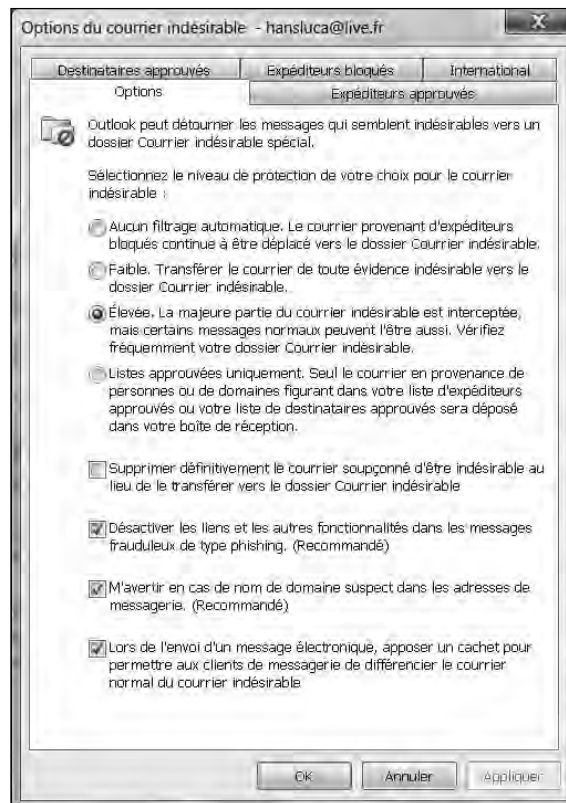 Options du courrier indésirable - hansluca@live.fr
X
Destinataires approuvés
Expéditeurs bloqués
International
Options
Expéditeurs approuvés
Outlook peut détourner les messages qui semblent indésirables vers un
dossier Courrier indésirable spécial.
Sélectionnez le niveau de protection de votre choix pour le courrier
indésirable :
Aucun filtrage automatique. Le courrier provenant d'expéditeurs
bloqués continue à être déplacé vers le dossier Courrier indésirable.
Faible. Transférer le courrier de toute évidence indésirable vers le
dossier Courrier indésirable.
Élevée. La majeure partie du courrier indésirable est interceptée,
mais certains messages normaux peuvent l'être aussi. Vérifiez
fréquemment votre dossier Courrier indésirable.
Listes approuvées uniquement. Seul le courrier en provenance de
personnes ou de domaines figurant dans votre liste d'expéditeurs
approuvés ou votre liste de destinataires approuvés sera déposé
dans votre boîte de réception.
Supprimer définitivement le courrier soupçonné d'être indésirable au
lieu de le transférer vers le dossier Courrier indésirable
Désactiver les liens et les autres fonctionnalités dans les messages
frauduleux de type phishing. (Recommandé)
M'avertir en cas de nom de domaine suspect dans les adresses de
messagerie. (Recommandé)
Lors de l'envoi d'un message électronique, apposer un cachet pour
permettre aux clients de messagerie de différencier le courrier
normal du courrier indésirable
OK
Annuler
Appliquer